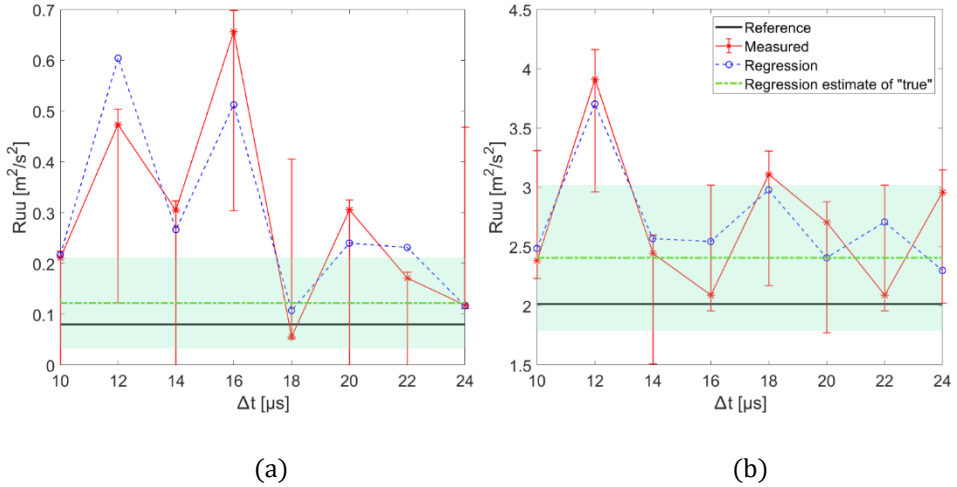 0.7
0.6
0.5
0.4
0.3
0.2
0.1
0
Ruu [m²/s²]
10 12 14 16 18 20 22 24
Δt [µs]
(a)
4.5
4
3.5
3
2.5
2
1.5
Ruu [m²/s²]
Reference
Measured
Regression
Regression estimate of "true"
10 12 14 16 18 20 22 24
Δt [µs]
(b)